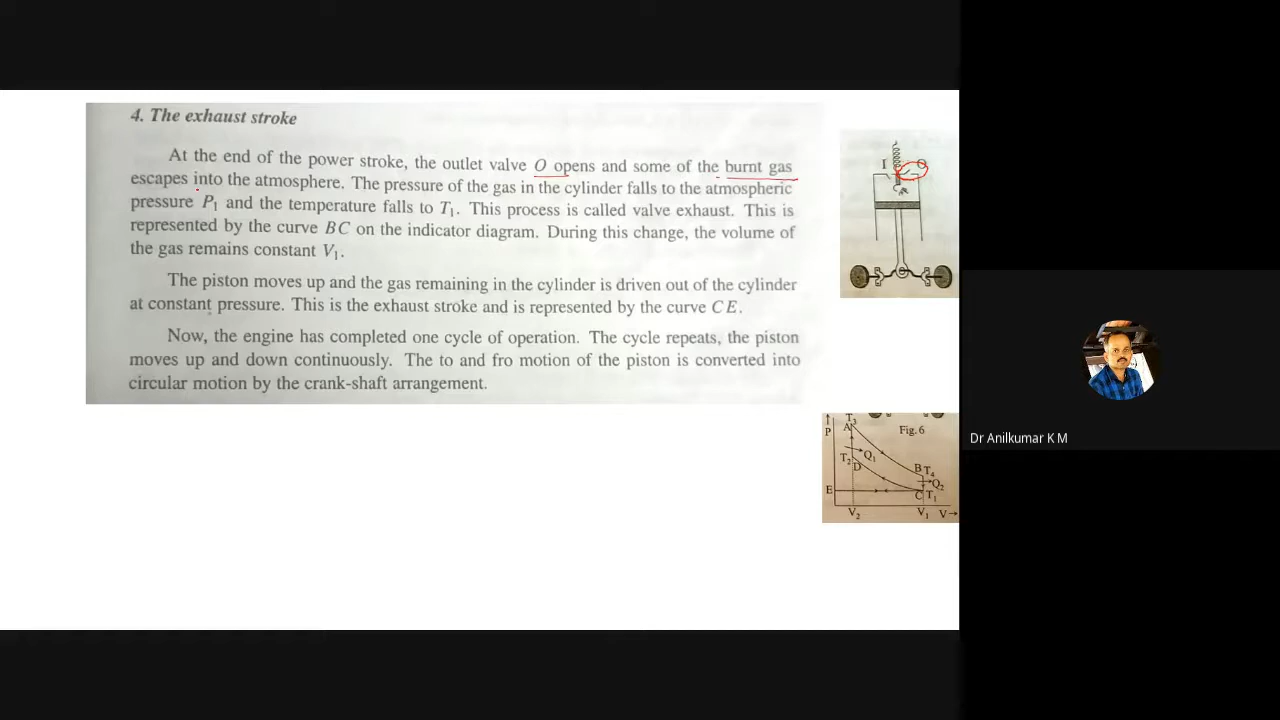 4. The exhaust stroke
At the end of the power stroke, the outlet valve O opens and some of the burnt gas
escapes into the atmosphere. The pressure of the gas in the cylinder falls to the atmospheric
pressure P₁ and the temperature falls to T₁. This process is called valve exhaust. This is
represented by the curve BC on the indicator diagram. During this change, the volume of
the gas remains constant V₁.
The piston moves up and the gas remaining in the cylinder is driven out of the cylinder
at constant pressure. This is the exhaust stroke and is represented by the curve CE.
Now, the engine has completed one cycle of operation. The cycle repeats, the piston
moves up and down continuously. The to and fro motion of the piston is converted into
circular motion by the crank-shaft arrangement.
I O
P
A T₃
Fig. 6
T₂ D Q₁
B T₄
Q₂
E
C T₁
V₂ V₁ V→
Dr Anilkumar K M